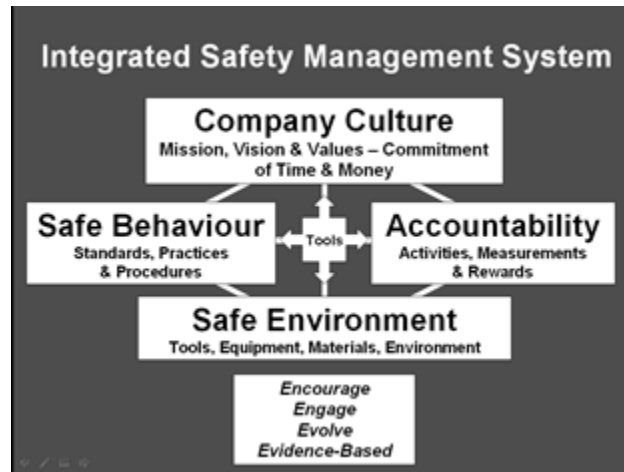 Integrated Safety Management System
Company Culture
Mission, Vision & Values – Commitment
of Time & Money
Safe Behaviour
Standards, Practices
& Procedures
Tools
Accountability
Activities, Measurements
& Rewards
Safe Environment
Tools, Equipment, Materials, Environment
Encourage
Engage
Evolve
Evidence-Based